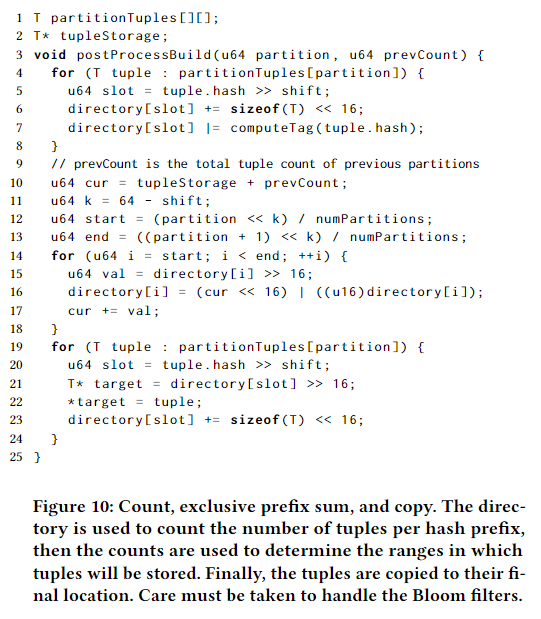 1 T partitionTuples[][];
2 T* tupleStorage;
3 void postProcessBuild(u64 partition, u64 prevCount) {
4   for (T tuple : partitionTuples[partition]) {
5     u64 slot = tuple.hash >> shift;
6     directory[slot] += sizeof(T) << 16;
7     directory[slot] |= computeTag(tuple.hash);
8   }
9   // prevCount is the total tuple count of previous partitions
10   u64 cur = tupleStorage + prevCount;
11   u64 k = 64 - shift;
12   u64 start = (partition << k) / numPartitions;
13   u64 end = ((partition + 1) << k) / numPartitions;
14   for (u64 i = start; i < end; ++i) {
15     u64 val = directory[i] >> 16;
16     directory[i] = (cur << 16) | ((u16)directory[i]);
17     cur += val;
18   }
19   for (T tuple : partitionTuples[partition]) {
20     u64 slot = tuple.hash >> shift;
21     T* target = directory[slot] >> 16;
22     *target = tuple;
23     directory[slot] += sizeof(T) << 16;
24   }
25 }
Figure 10: Count, exclusive prefix sum, and copy. The direc-
tory is used to count the number of tuples per hash prefix,
then the counts are used to determine the ranges in which
tuples will be stored. Finally, the tuples are copied to their fi-
nal location. Care must be taken to handle the Bloom filters.